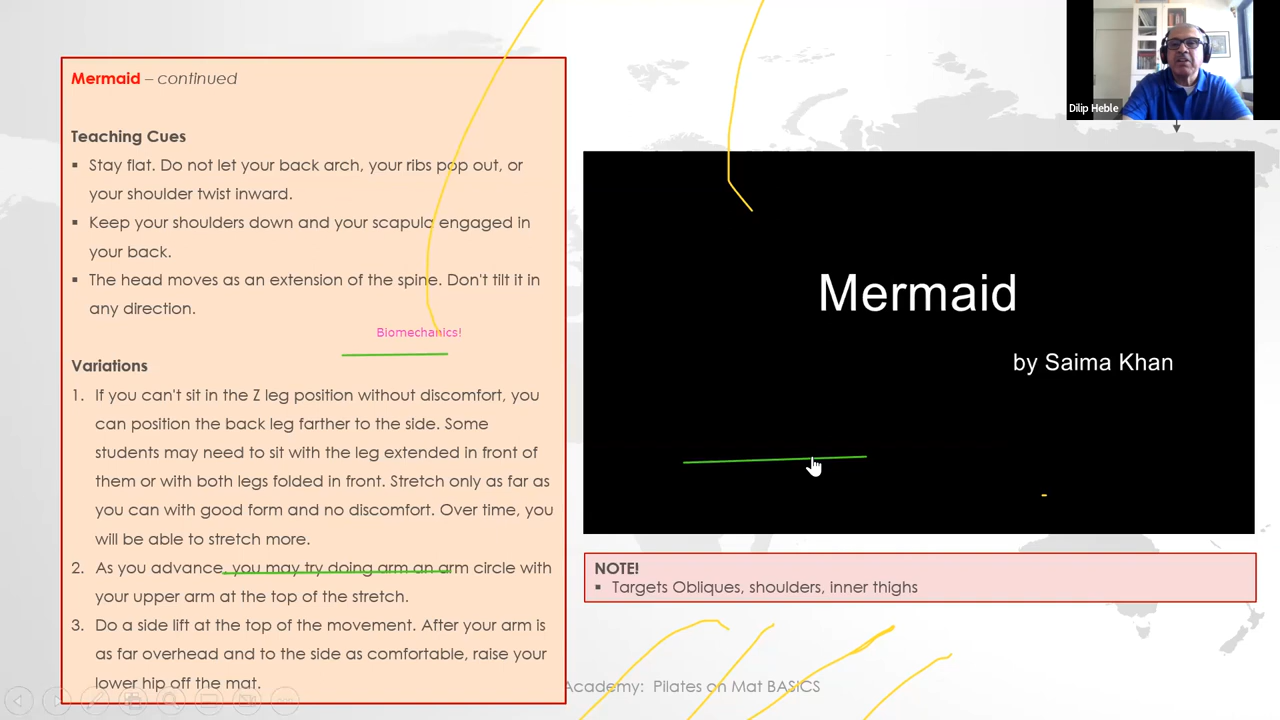 Mermaid – continued
Teaching Cues
▪ Stay flat. Do not let your back arch, your ribs pop out, or
your shoulder twist inward.
▪ Keep your shoulders down and your scapula engaged in
your back.
▪ The head moves as an extension of the spine. Don't tilt it in
any direction.
Biomechanics!
Variations
1. If you can't sit in the Z leg position without discomfort, you
can position the back leg farther to the side. Some
students may need to sit with the leg extended in front of
them or with both legs folded in front. Stretch only as far as
you can with good form and no discomfort. Over time, you
will be able to stretch more.
2. As you advance, you may try doing arm an arm circle with
your upper arm at the top of the stretch.
3. Do a side lift at the top of the movement. After your arm is
as far overhead and to the side as comfortable, raise your
lower hip off the mat.
Dilip Heble
Mermaid
by Saima Khan
NOTE!
▪ Targets Obliques, shoulders, inner thighs
Academy: Pilates on Mat BASICS